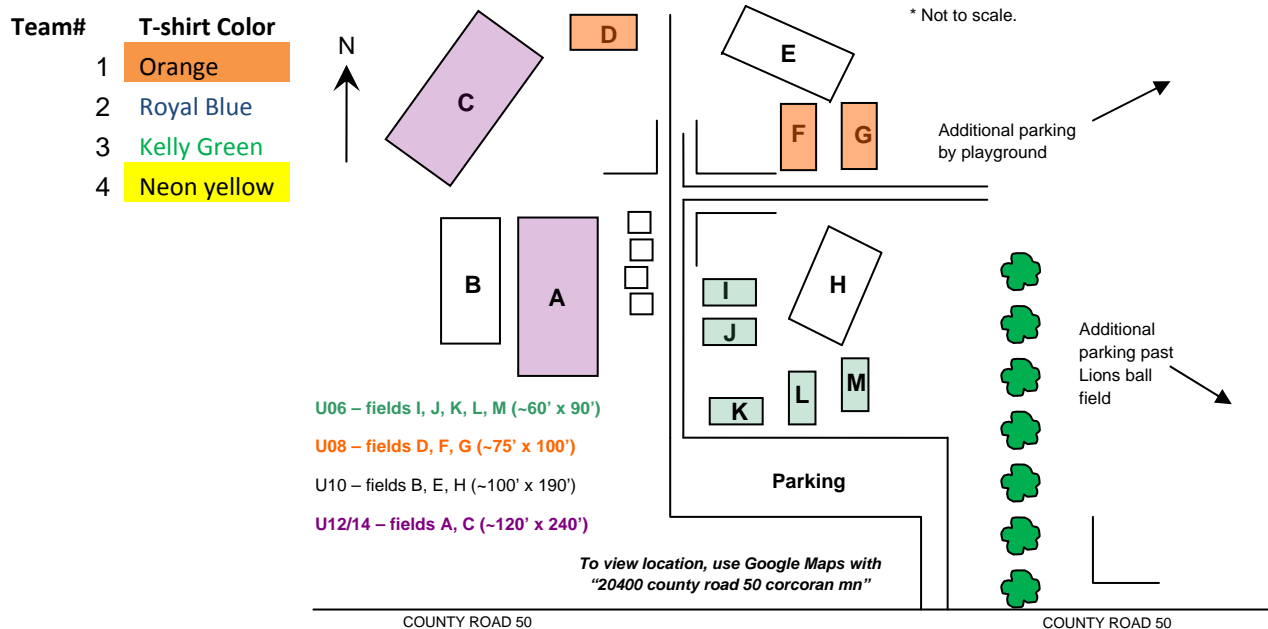 Team# T-shirt Color
1 Orange
2 Royal Blue
3 Kelly Green
4 Neon yellow
N
* Not to scale.
D
E
C
F
G
Additional parking
by playground
B
A
I
H
J
L
M
K
Additional
parking past
Lions ball
field
U06 – fields I, J, K, L, M (~60’ x 90’)
U08 – fields D, F, G (~75’ x 100’)
U10 – fields B, E, H (~100’ x 190’)
U12/14 – fields A, C (~120’ x 240’)
Parking
To view location, use Google Maps with
“20400 county road 50 corcoran mn”
COUNTY ROAD 50
COUNTY ROAD 50